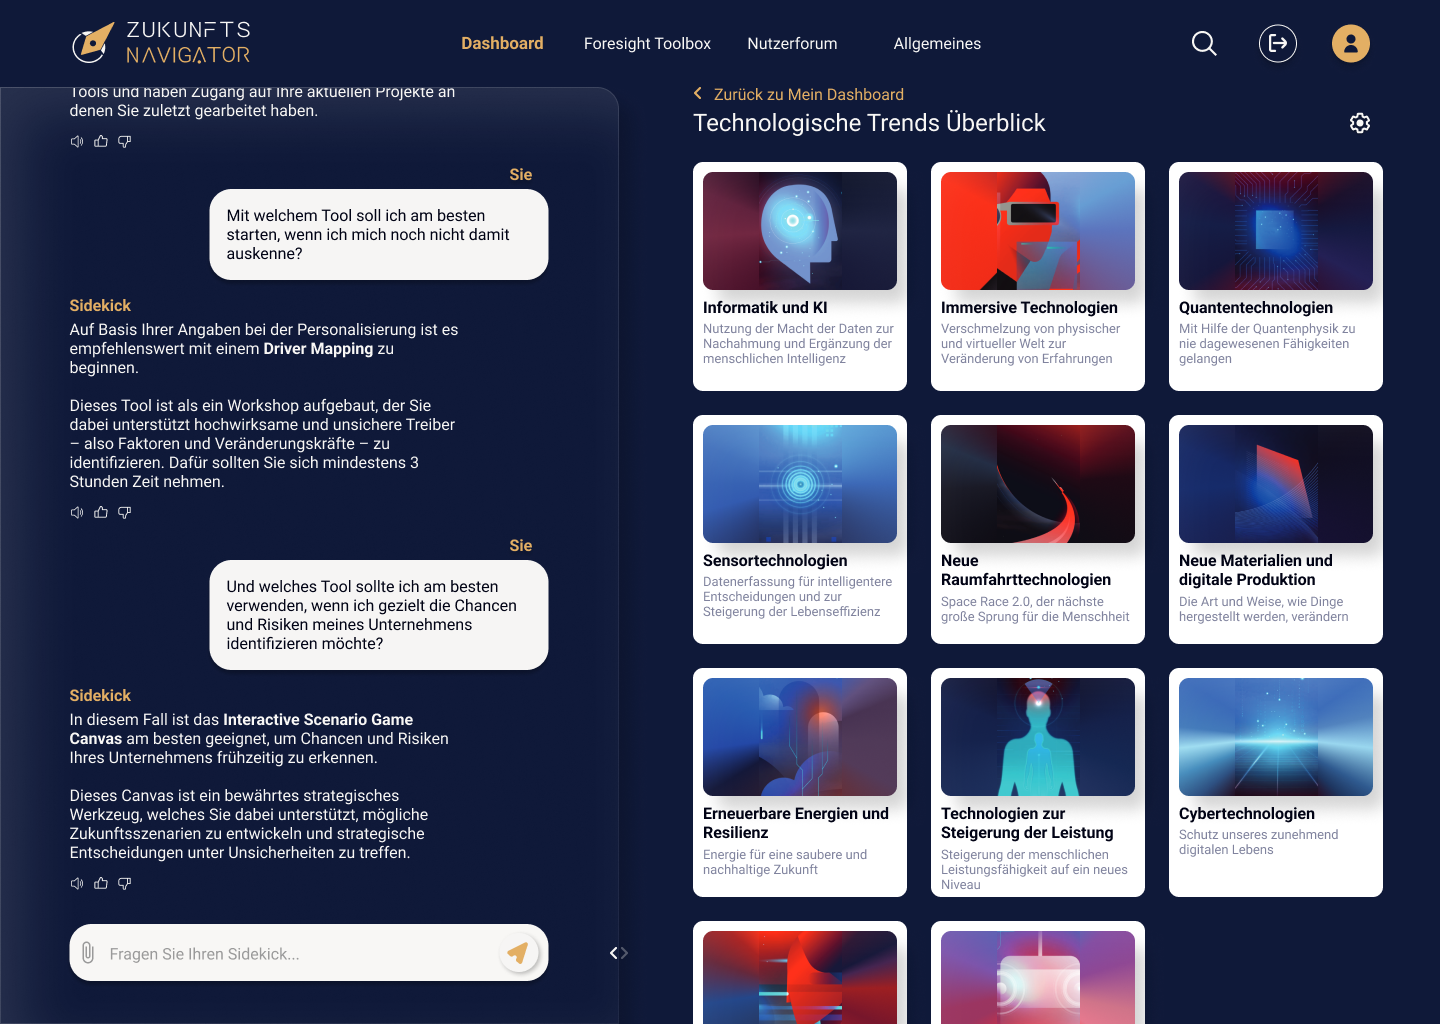 ZUKUNFTS
NAVIGATOR
Dashboard
Foresight Toolbox
Nutzerforum
Allgemeines
Tools und haben Zugang auf Ihre aktuellen Projekte an
denen Sie zuletzt gearbeitet haben.
Sie
Mit welchem Tool soll ich am besten
starten, wenn ich mich noch nicht damit
auskenne?
Sidekick
Auf Basis Ihrer Angaben bei der Personalisierung ist es
empfehlenswert mit einem Driver Mapping zu
beginnen.
Dieses Tool ist als ein Workshop aufgebaut, der Sie
dabei unterstützt hochwirksame und unsichere Treiber
– also Faktoren und Veränderungskräfte – zu
identifizieren. Dafür sollten Sie sich mindestens 3
Stunden Zeit nehmen.
Sie
Und welches Tool sollte ich am besten
verwenden, wenn ich gezielt die Chancen
und Risiken meines Unternehmens
identifizieren möchte?
Sidekick
In diesem Fall ist das Interactive Scenario Game
Canvas am besten geeignet, um Chancen und Risiken
Ihres Unternehmens frühzeitig zu erkennen.
Dieses Canvas ist ein bewährtes strategisches
Werkzeug, welches Sie dabei unterstützt, mögliche
Zukunftsszenarien zu entwickeln und strategische
Entscheidungen unter Unsicherheiten zu treffen.
Fragen Sie Ihren Sidekick...
Zurück zu Mein Dashboard
Technologische Trends Überblick
Informatik und KI
Nutzung der Macht der Daten zur
Nachahmung und Ergänzung der
menschlichen Intelligenz
Immersive Technologien
Verschmelzung von physischer
und virtueller Welt zur
Veränderung von Erfahrungen
Quantentechnologien
Mit Hilfe der Quantenphysik zu
nie dagewesenen Fähigkeiten
gelangen
Sensortechnologien
Datenerfassung für intelligentere
Entscheidungen und zur
Steigerung der Lebenseffizienz
Neue
Raumfahrttechnologien
Space Race 2.0, der nächste
große Sprung für die Menschheit
Neue Materialien und
digitale Produktion
Die Art und Weise, wie Dinge
hergestellt werden, verändern
Erneuerbare Energien und
Resilienz
Energie für eine saubere und
nachhaltige Zukunft
Technologien zur
Steigerung der Leistung
Steigerung der menschlichen
Leistungsfähigkeit auf ein neues
Niveau
Cybertechnologien
Schutz unseres zunehmend
digitalen Lebens